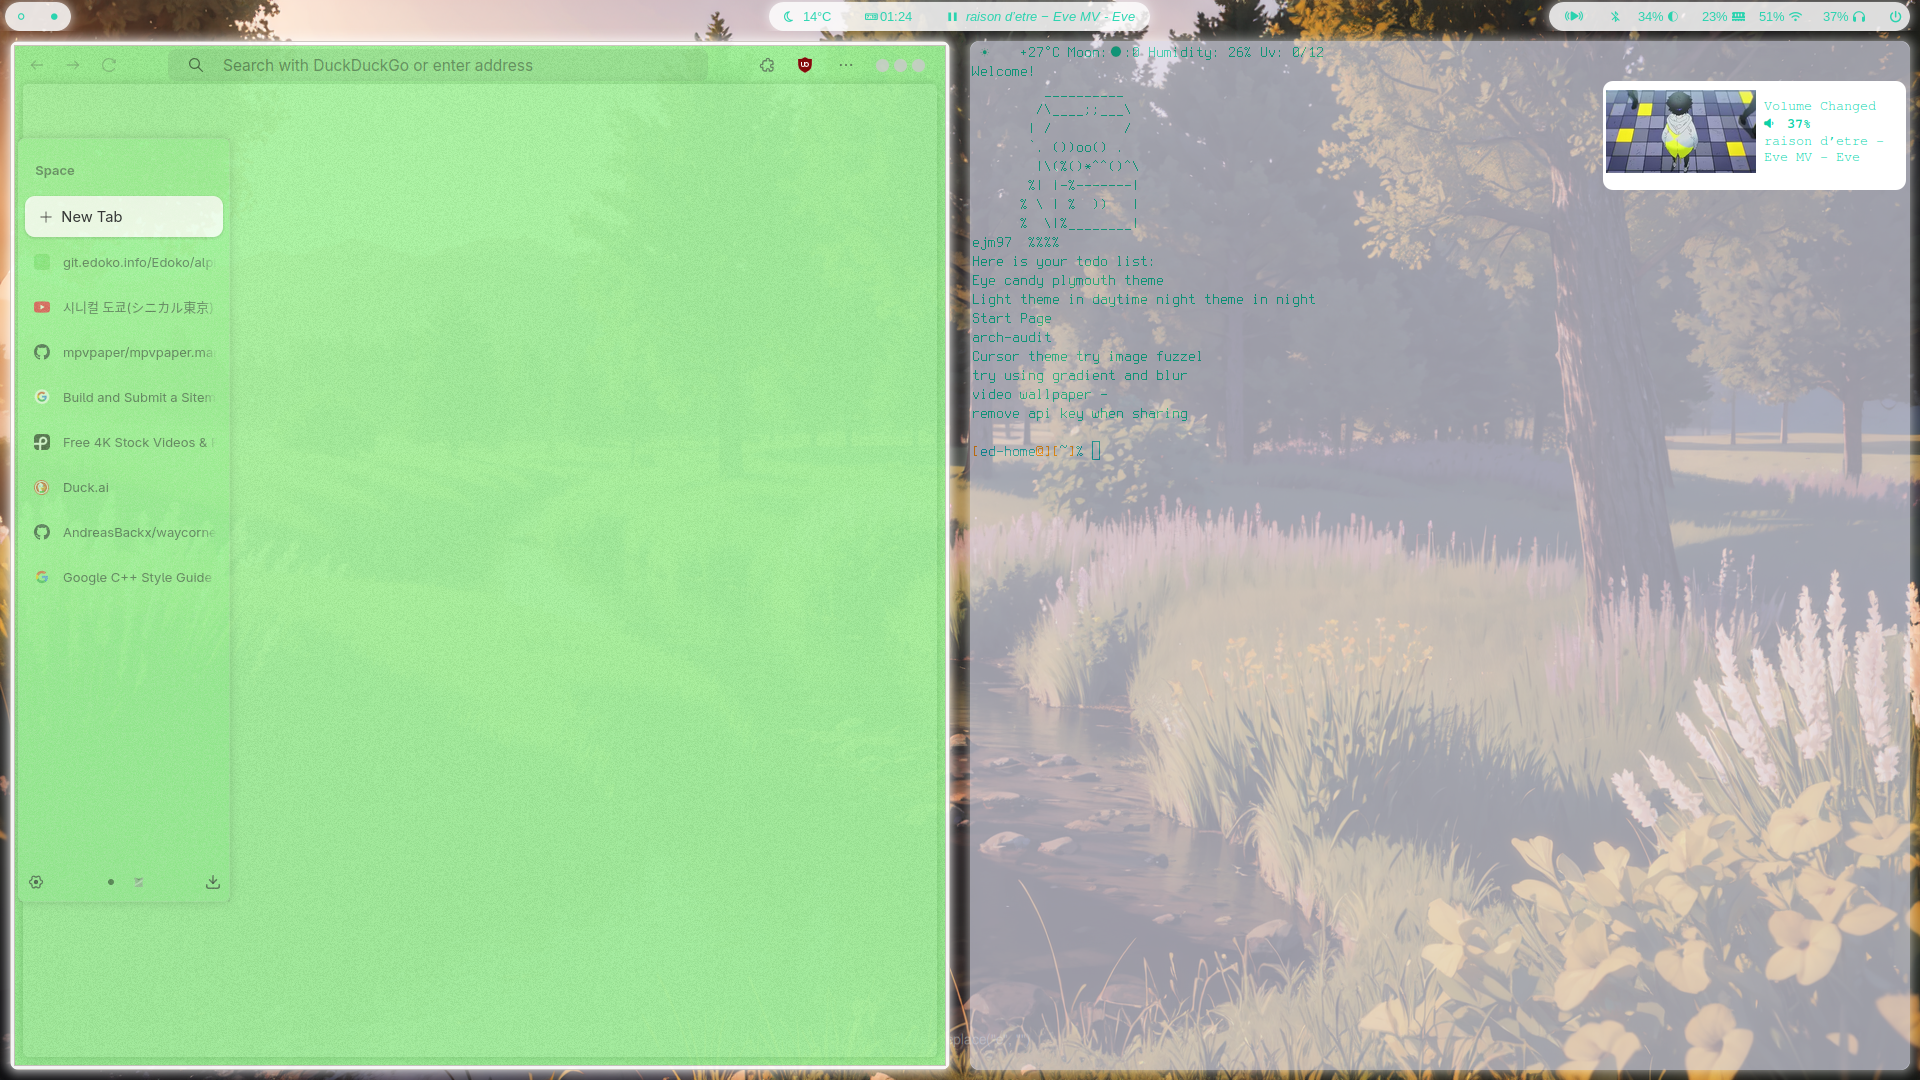 14°C
01:24
raison d'etre – Eve MV - Eve
34%
23%
51%
37%
Search with DuckDuckGo or enter address
Space
New Tab
git.edoko.info/Edoko/alp
시니컬 도쿄(シニカル東京)
mpvpaper/mpvpaper.ma
Build and Submit a Sitem
Free 4K Stock Videos &
Duck.ai
AndreasBackx/waycorne
Google C++ Style Guide
+27°C Moon:🌑: Humidity: 26% Uv: 0/12
Welcome!
ejm97 %%%%
Here is your todo list:
Eye candy plymouth theme
Light theme in daytime night theme in night
Start Page
arch-audit
Cursor theme try image fuzzel
try using gradient and blur
video wallpaper -
remove api key when sharing
[ed-home@][~]%
Volume Changed
37%
raison d'etre –
Eve MV - Eve